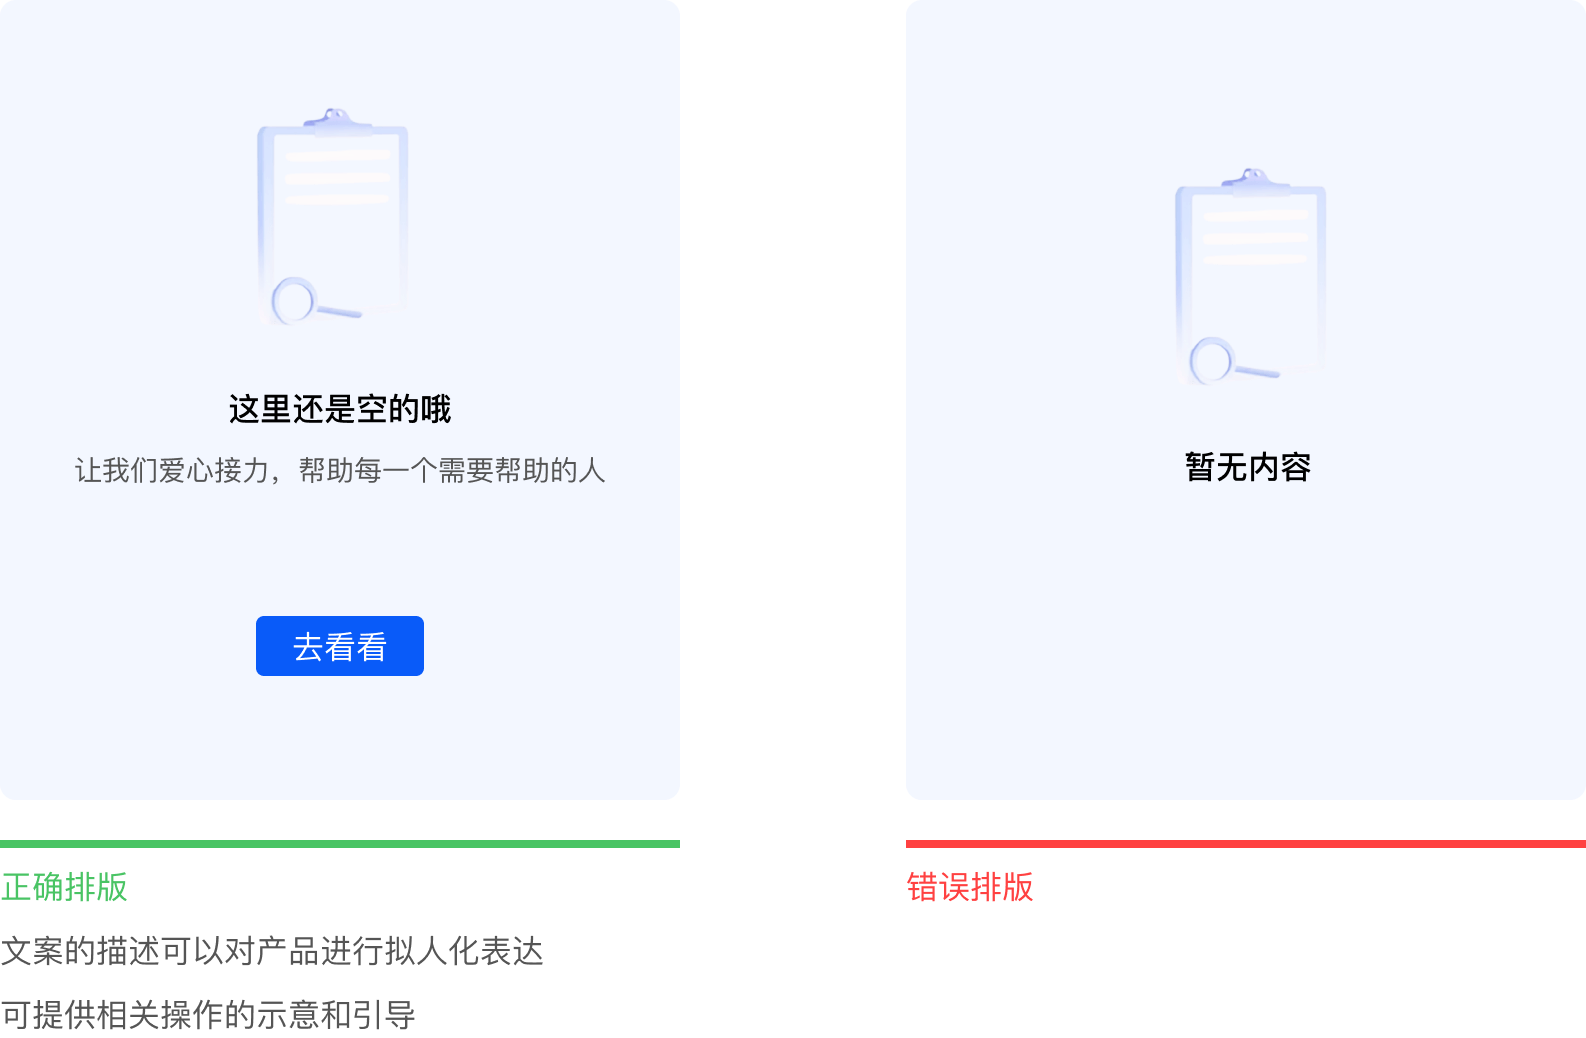 这里还是空的哦
让我们爱心接力，帮助每一个需要帮助的人
去看看
暂无内容
正确排版
文案的描述可以对产品进行拟人化表达
可提供相关操作的示意和引导
错误排版